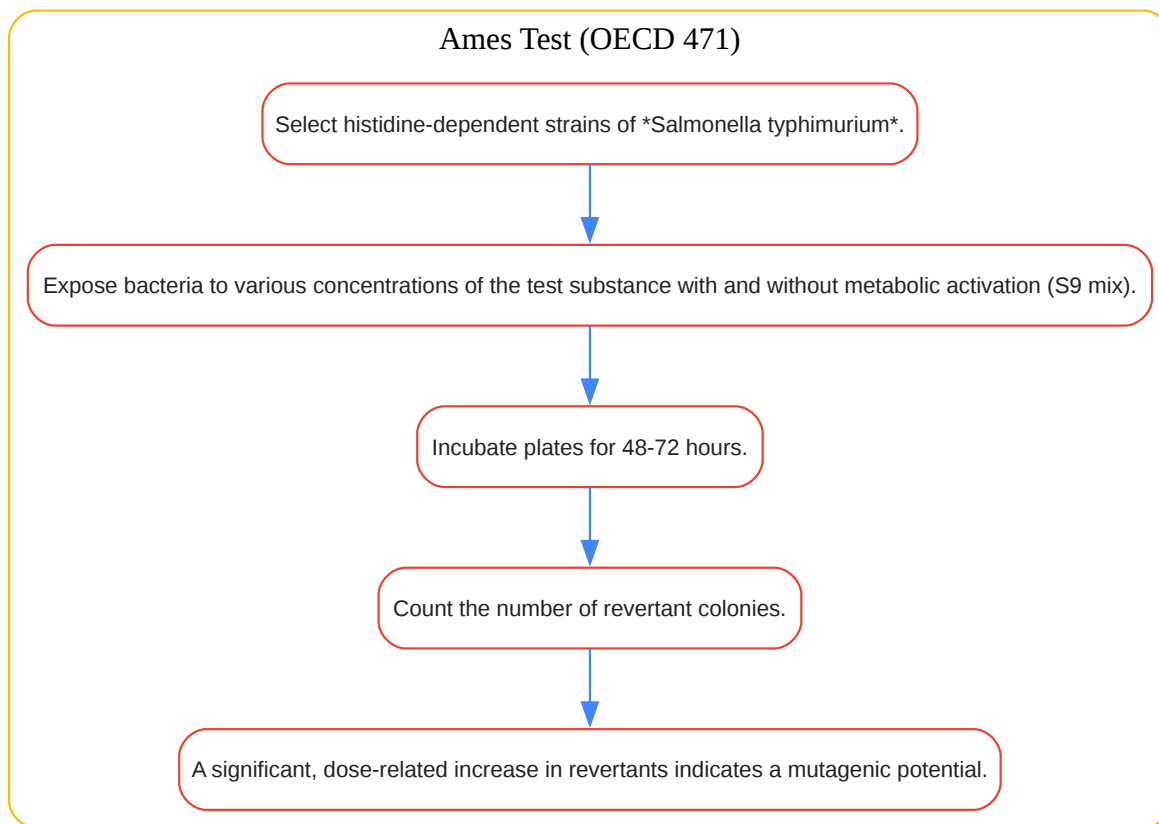 Ames Test (OECD 471)
Select histidine-dependent strains of *Salmonella typhimurium*.
Expose bacteria to various concentrations of the test substance with and without metabolic activation (S9 mix).
Incubate plates for 48-72 hours.
Count the number of revertant colonies.
A significant, dose-related increase in revertants indicates a mutagenic potential.